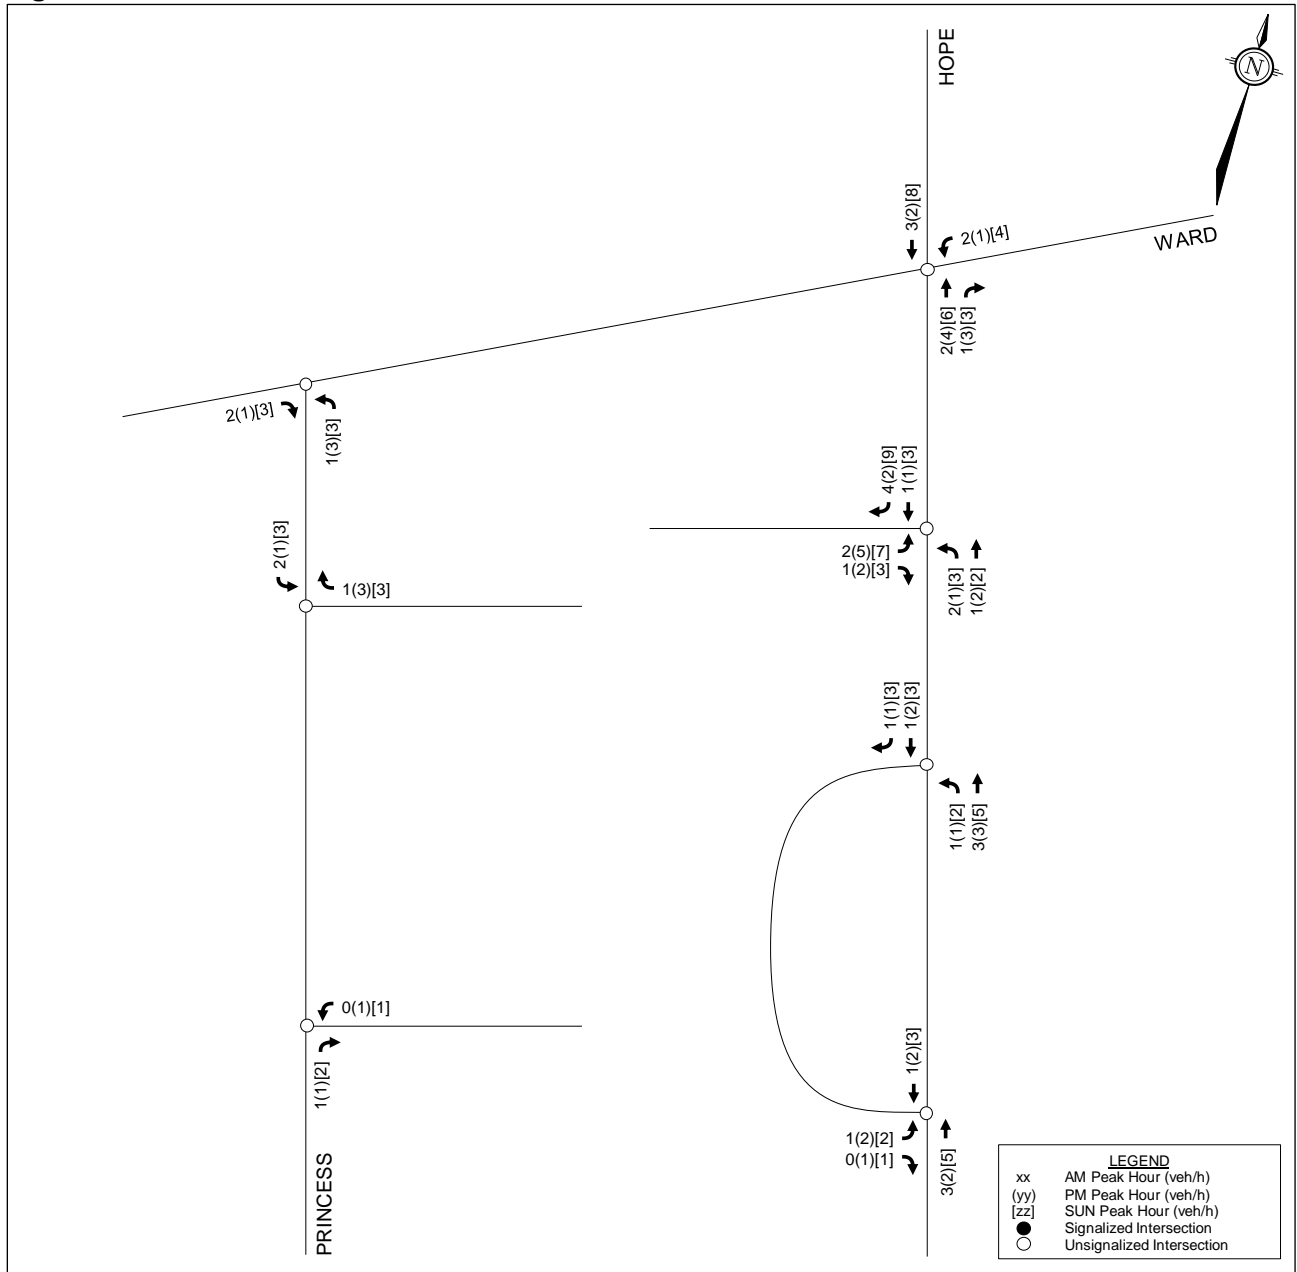 HOPE
N
3(2)[8]
2(1)[4]
WARD
2(4)[6]
1(3)[3]
2(1)[3]
1(3)[3]
4(2)[9]
1(1)[3]
2(5)[7]
1(2)[3]
2(1)[3]
1(2)[2]
2(1)[3]
1(3)[3]
1(1)[3]
1(2)[3]
1(1)[2]
3(3)[5]
0(1)[1]
1(1)[2]
1(2)[3]
1(2)[2]
0(1)[1]
3(2)[5]
PRINCESS
LEGEND
xx AM Peak Hour (veh/h)
(yy) PM Peak Hour (veh/h)
[zz] SUN Peak Hour (veh/h)
Signalized Intersection
Unsignalized Intersection